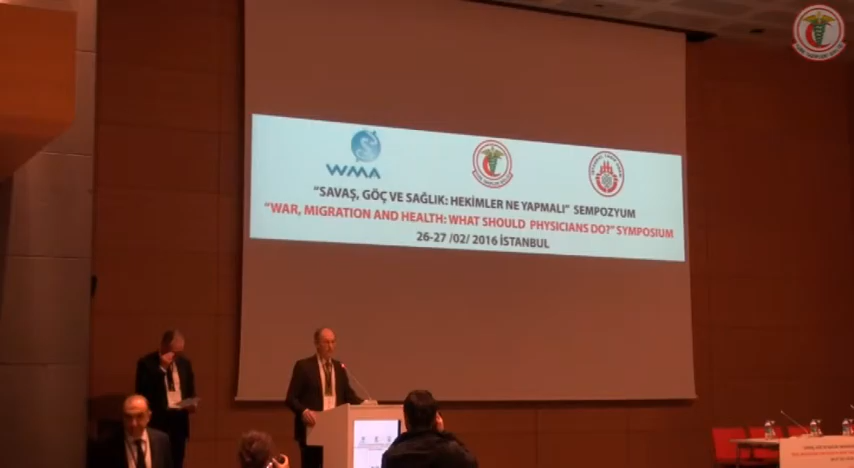 WMA
"SAVAŞ, GÖÇ VE SAĞLIK: HEKİMLER NE YAPMALI" SEMPOZYUM
"WAR, MIGRATION AND HEALTH: WHAT SHOULD PHYSICIANS DO?" SYMPOSIUM
26-27 /02/ 2016 İSTANBUL